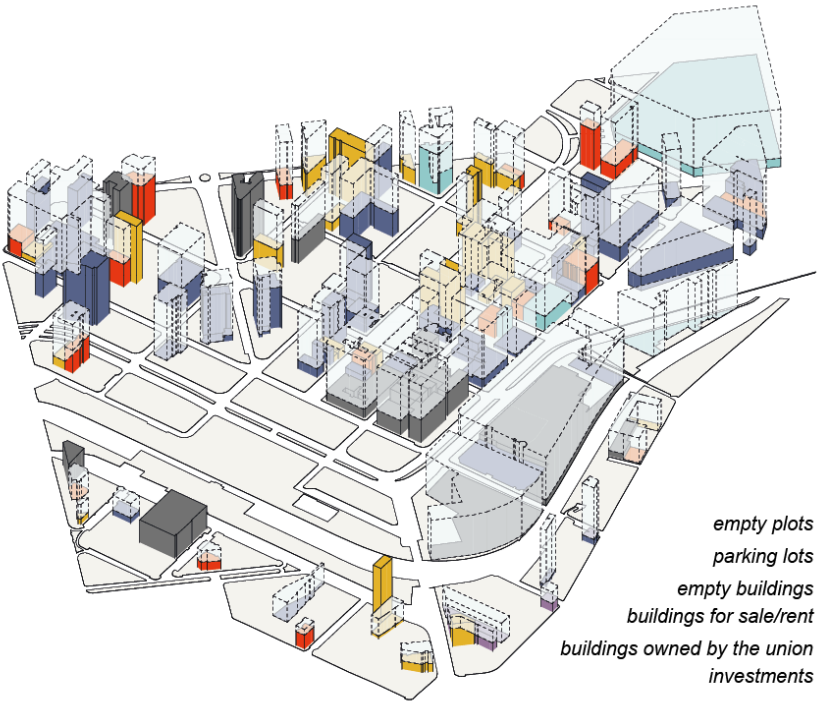 empty plots
parking lots
empty buildings
buildings for sale/rent
buildings owned by the union
investments